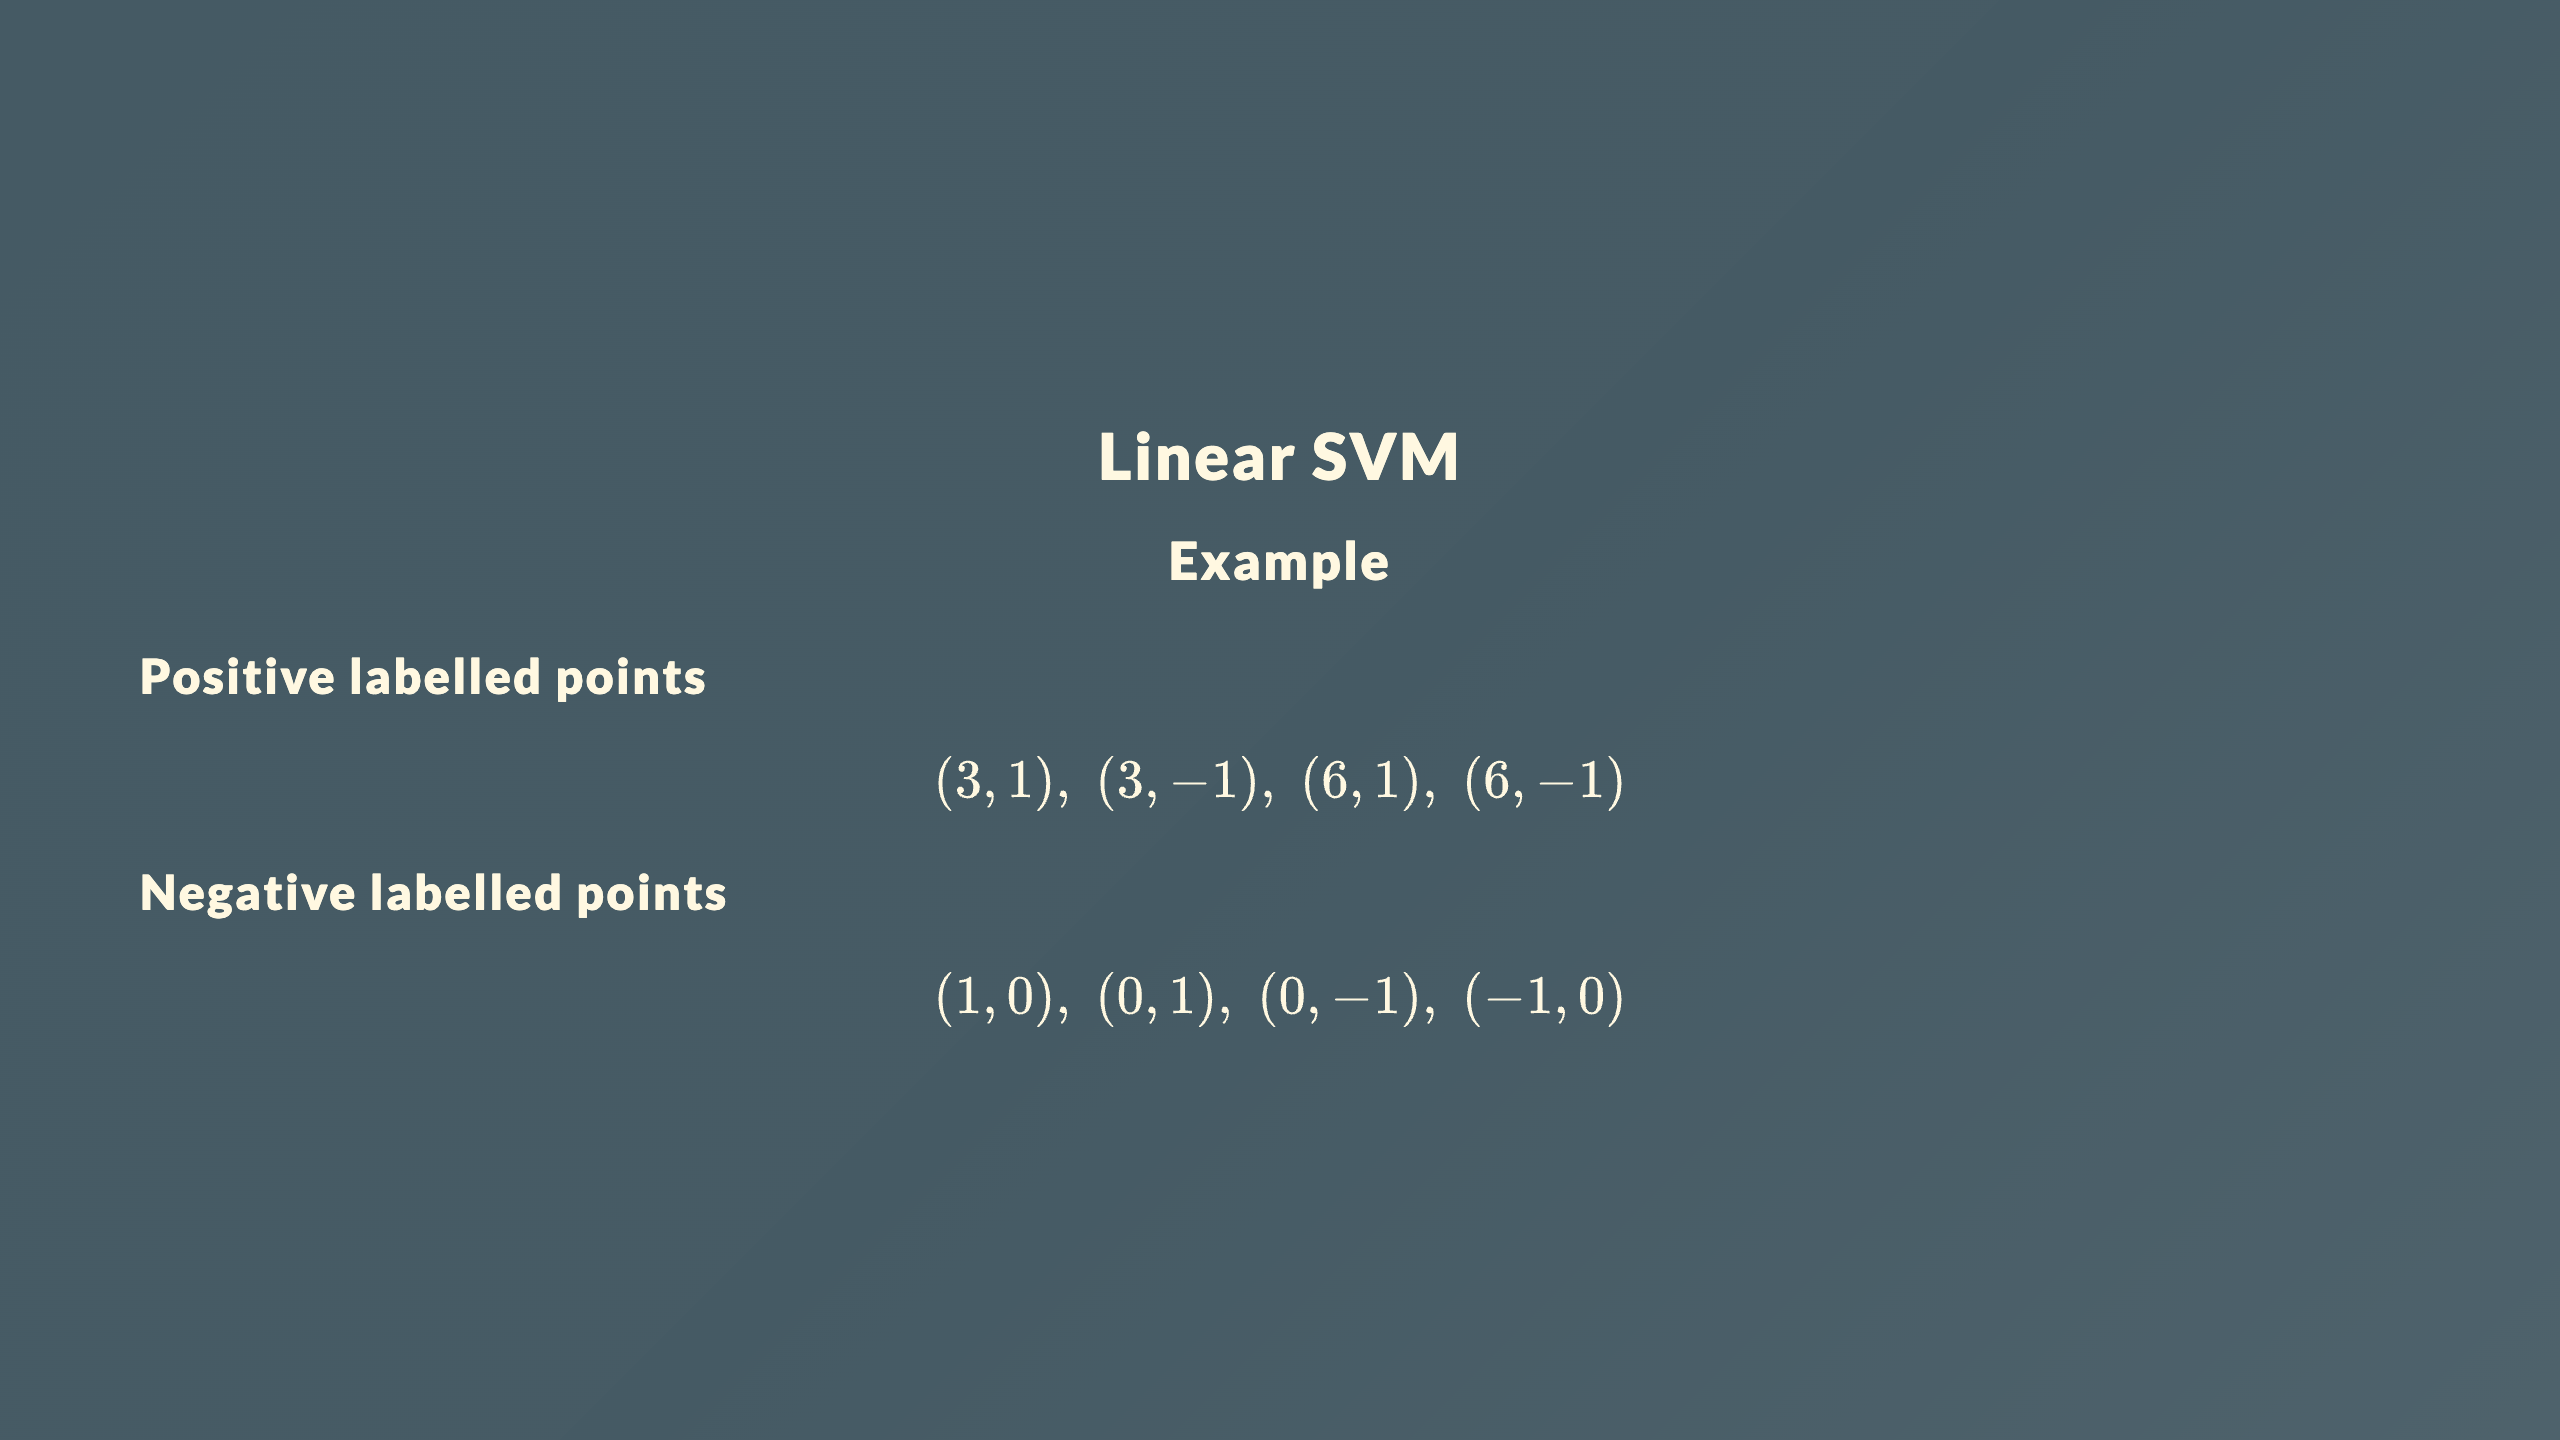 Linear SVM
Example
Positive labelled points
(3, 1), (3, −1), (6, 1), (6, −1)
Negative labelled points
(1, 0), (0, 1), (0, −1), (−1, 0)